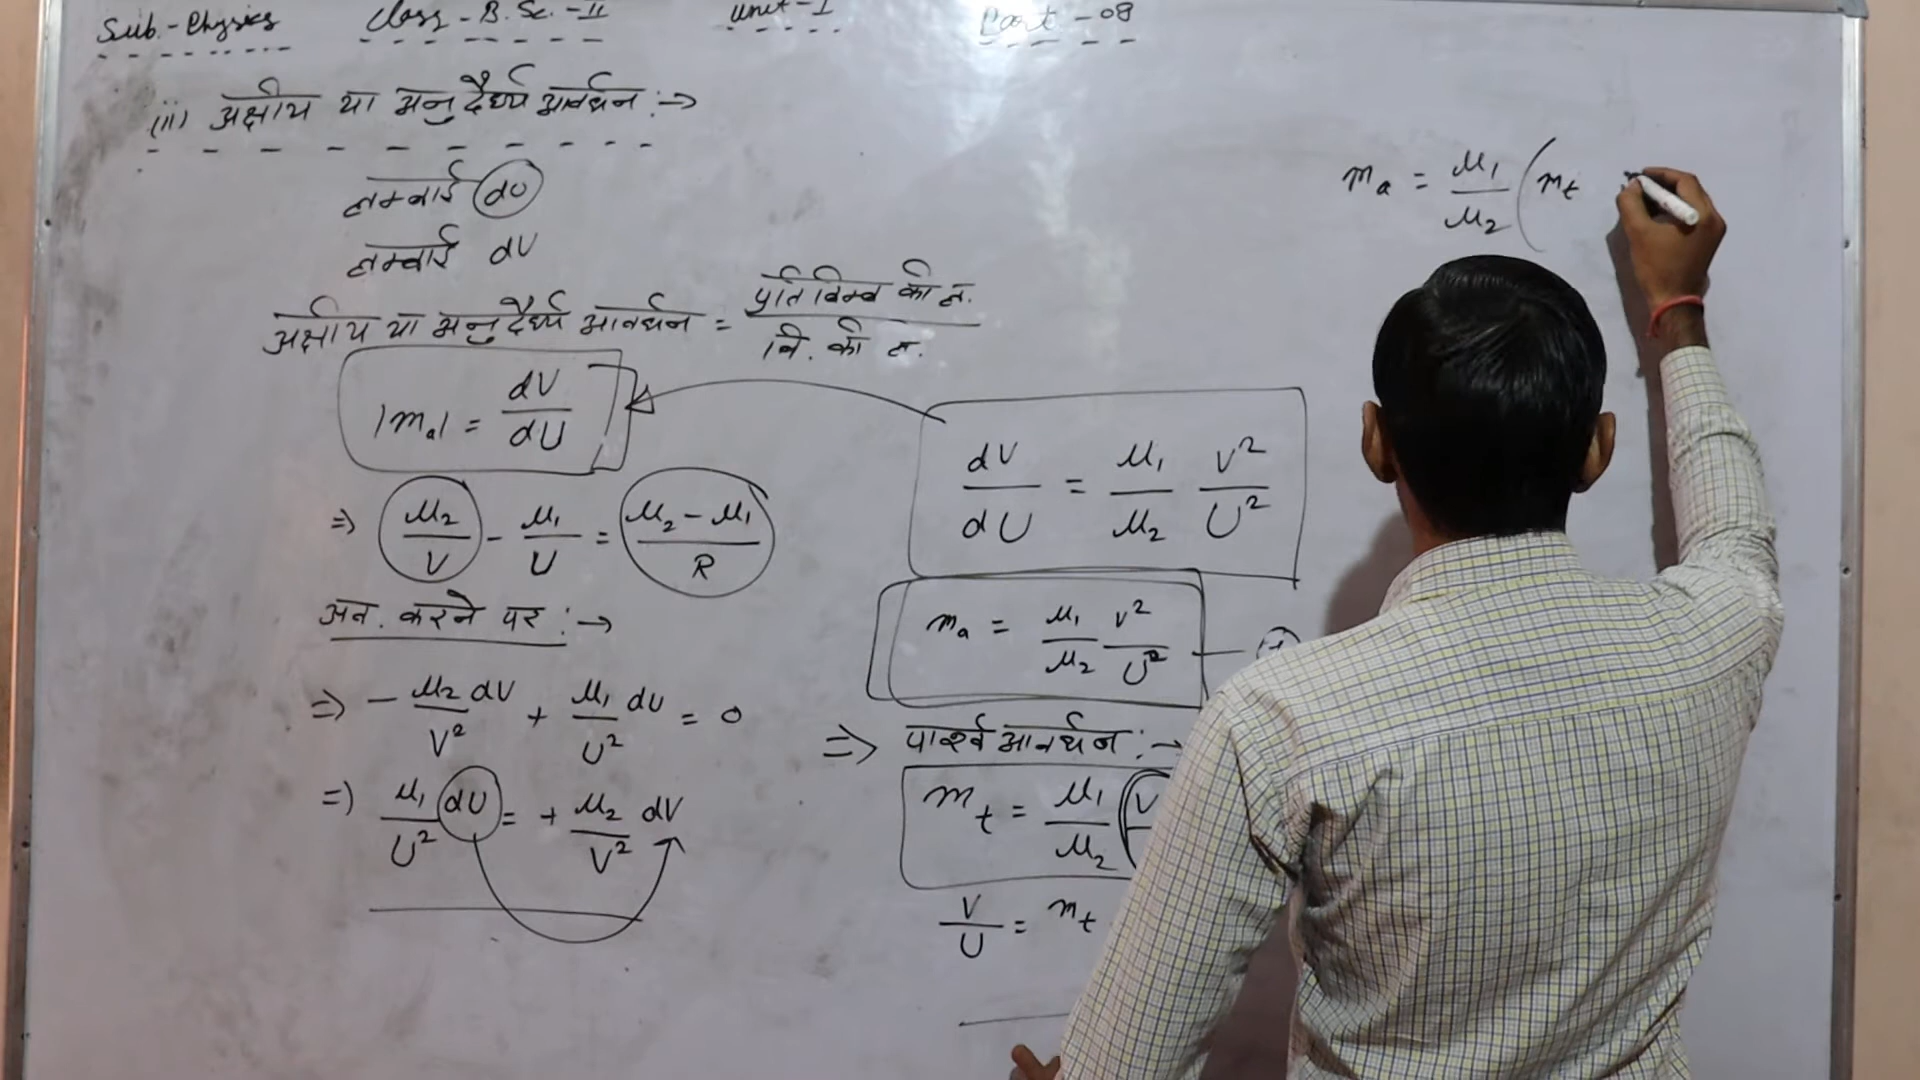 Sub.-Physics Class-B.Sc.-II Unit-I Part-08
(ii) अक्षीय या अनुदैर्ध्य आवर्धन :→
लम्बाई dU
लम्बाई dV
अक्षीय या अनुदैर्ध्य आवर्धन = प्रतिविम्ब की ल. / वि. की ल.
|mₐ| = dV / dU
⇒ μ₂/V - μ₁/U = μ₂ - μ₁ / R
अव. करने पर :→
⇒ - μ₂ dV / V² + μ₁ dU / U² = 0
⇒ μ₁/U² dU = + μ₂/V² dV
dV/dU = μ₁/μ₂ V²/U²
mₐ = μ₁/μ₂ V²/U²
⇒ पार्श्व आवर्धन :→
m_t = μ₁/μ₂ V
V/U = m_t
mₐ = μ₁/μ₂ ( m_t